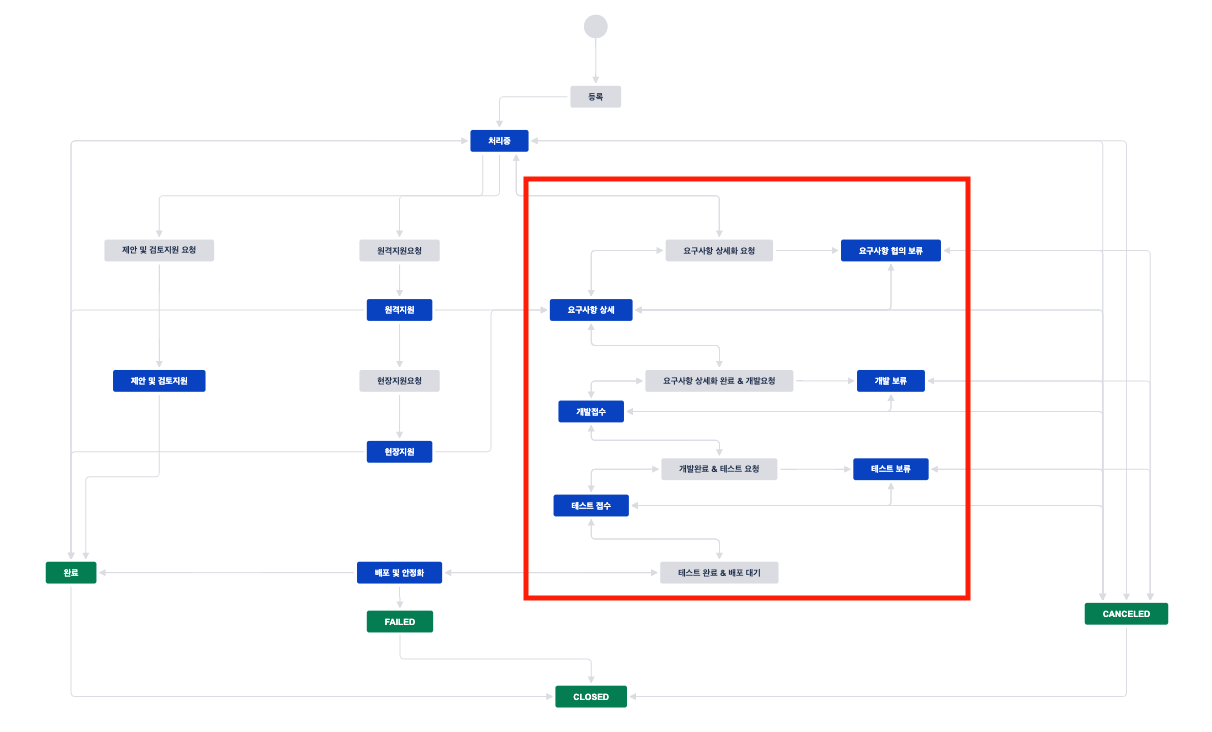 등록
처리중
제안 및 검토지원 요청
원격지원요청
요구사항 상세화 요청
요구사항 협의 보류
원격지원
요구사항 상세
제안 및 검토지원
현장지원요청
요구사항 상세화 완료 & 개발요청
개발 보류
개발접수
현장지원
개발완료 & 테스트 요청
테스트 보류
테스트 접수
완료
배포 및 안정화
테스트 완료 & 배포 대기
FAILED
CANCELED
CLOSED